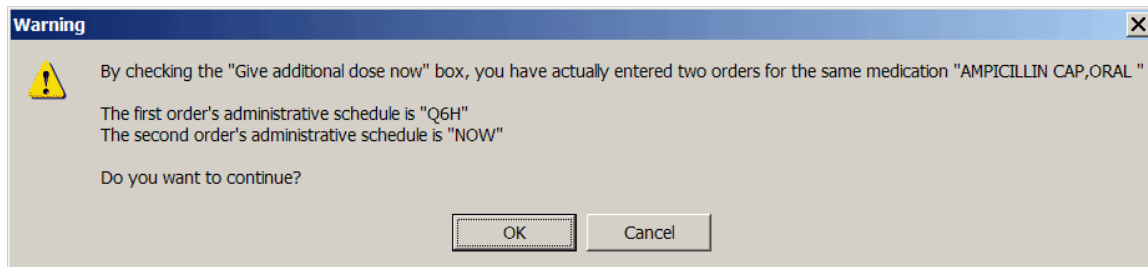 Warning
By checking the "Give additional dose now" box, you have actually entered two orders for the same medication "AMPICILLIN CAP,ORAL "
The first order's administrative schedule is "Q6H"
The second order's administrative schedule is "NOW"
Do you want to continue?
OK
Cancel